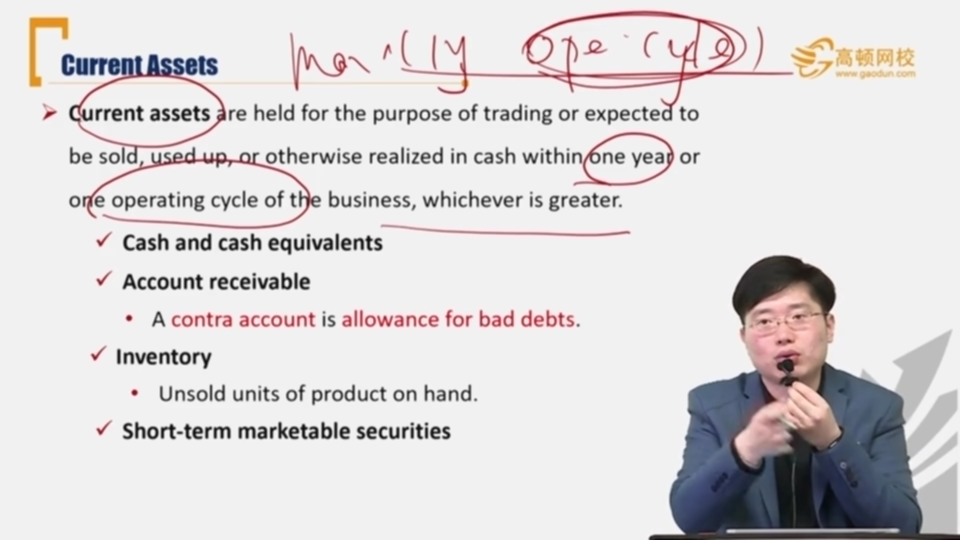 Current Assets
max (1y ope. cycle)
高顿网校
www.gaodun.com
➤ Current assets are held for the purpose of trading or expected to
be sold, used up, or otherwise realized in cash within one year or
one operating cycle of the business, whichever is greater.
✓ Cash and cash equivalents
✓ Account receivable
• A contra account is allowance for bad debts.
✓ Inventory
• Unsold units of product on hand.
✓ Short-term marketable securities